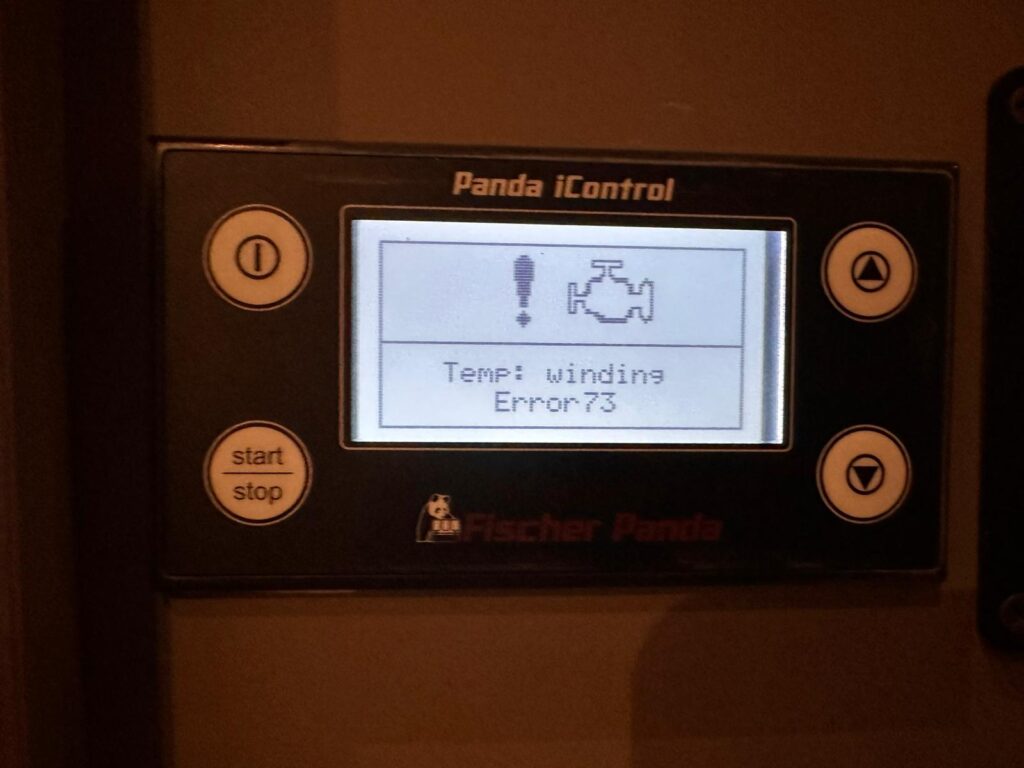 Panda iControl
Temp: winding
Error73
start
stop
Fischer Panda